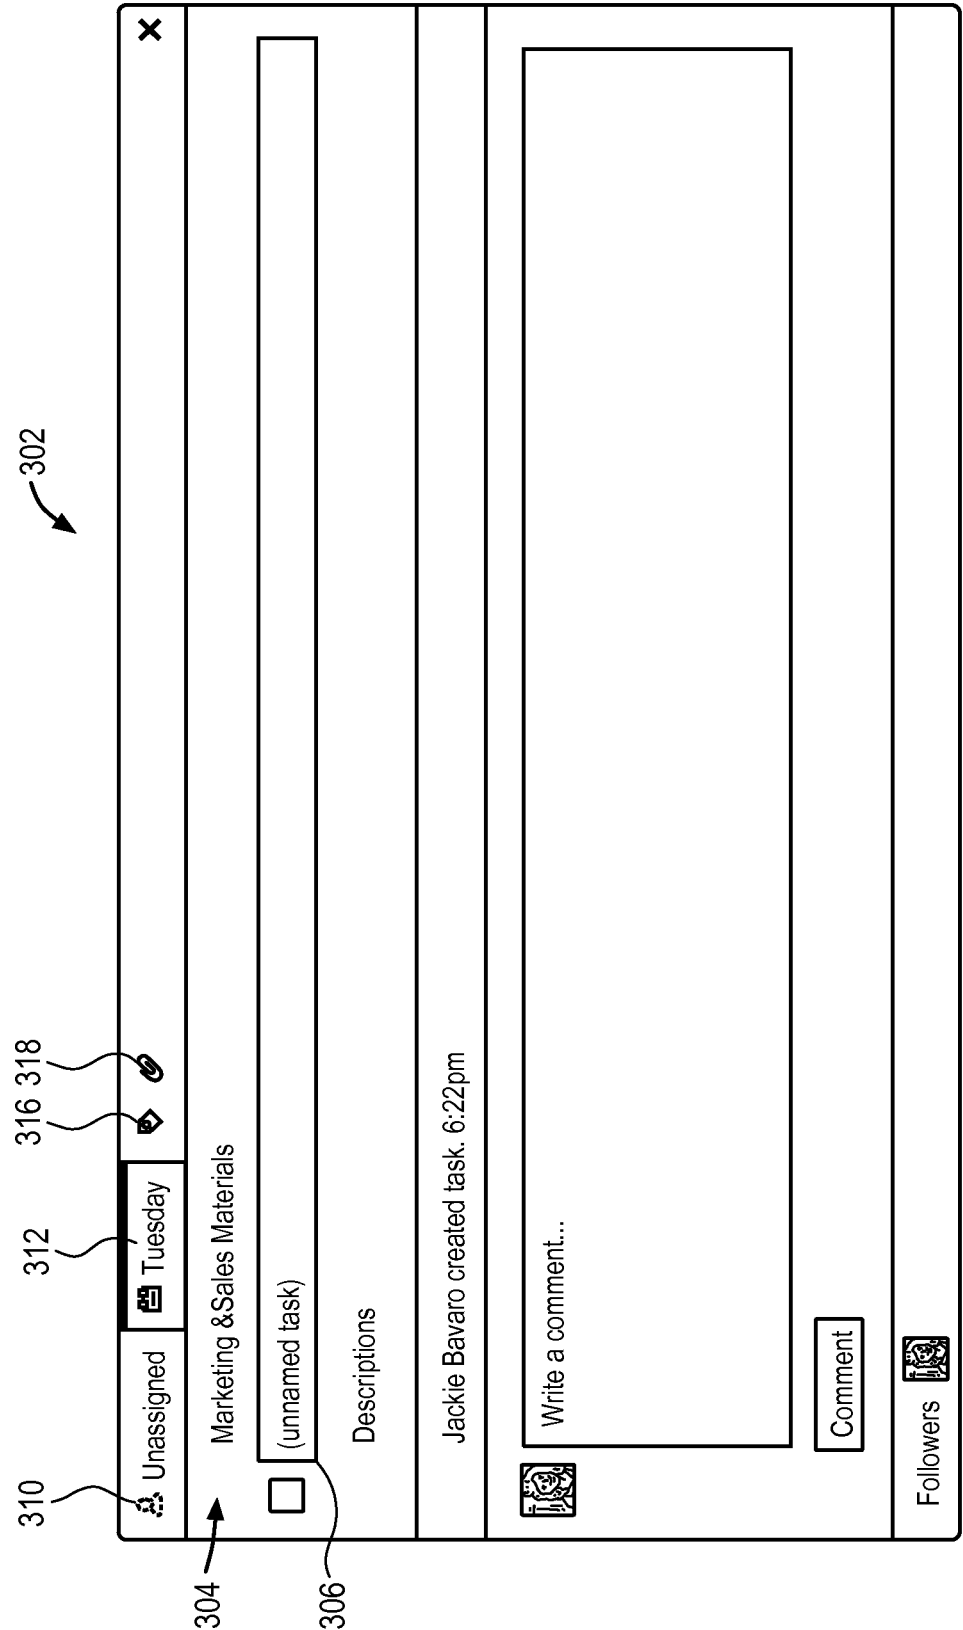 302
310
312
316
318
Unassigned
Tuesday
304
Marketing &Sales Materials
306
(unnamed task)
Descriptions
Jackie Bavaro created task. 6:22pm
Write a comment...
Comment
Followers